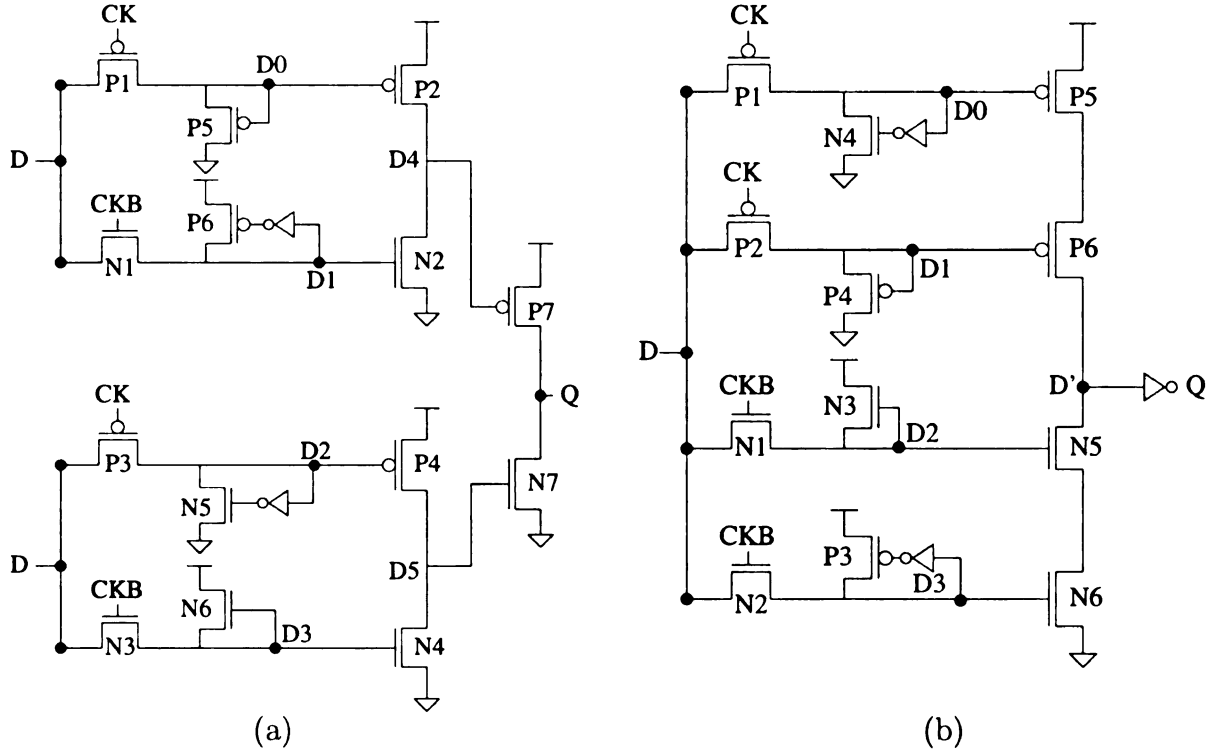 CK
P1
D0
P2
P5
D
D4
CKB
P6
N1
D1
N2
P7
Q
CK
P3
D2
P4
N5
N7
D
D5
CKB
N6
N3
D3
N4
(a)
CK
P1
D0
P5
N4
CK
P2
D1
P6
P4
D
D'
Q
CKB
N3
N1
D2
N5
CKB
P3
N2
D3
N6
(b)